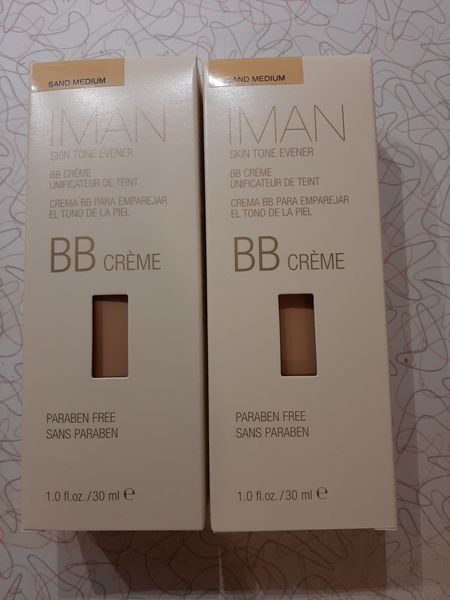 SAND MEDIUM
IMAN
SKIN TONE EVENER
BB CRÈME
UNIFICATEUR DE TEINT
CREMA BB PARA EMPAREJAR
EL TONO DE LA PIEL
BB CRÈME
PARABEN FREE
SANS PARABEN
1.0 fl.oz./30 ml ℮
SAND MEDIUM
IMAN
SKIN TONE EVENER
BB CRÈME
UNIFICATEUR DE TEINT
CREMA BB PARA EMPAREJAR
EL TONO DE LA PIEL
BB CRÈME
PARABEN FREE
SANS PARABEN
1.0 fl.oz./30 ml ℮